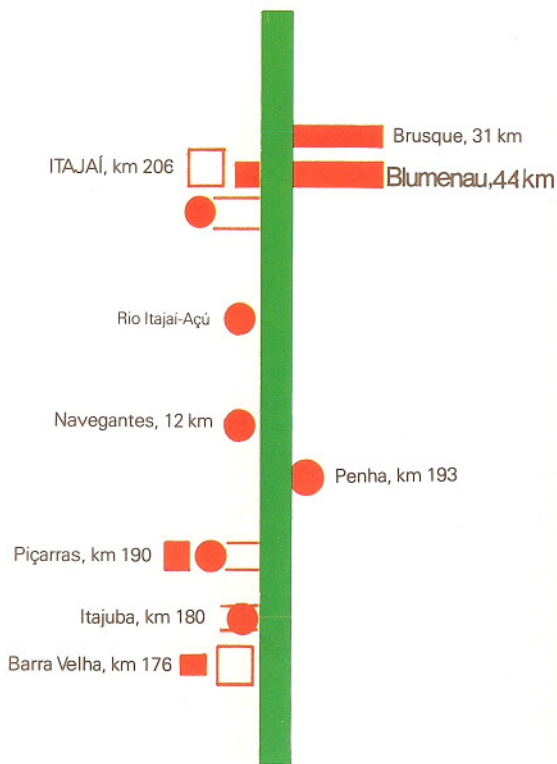 Brusque, 31 km
ITAJAÍ, km 206
Blumenau,44 km
Rio Itajaí-Açú
Navegantes, 12 km
Penha, km 193
Piçarras, km 190
Itajuba, km 180
Barra Velha, km 176